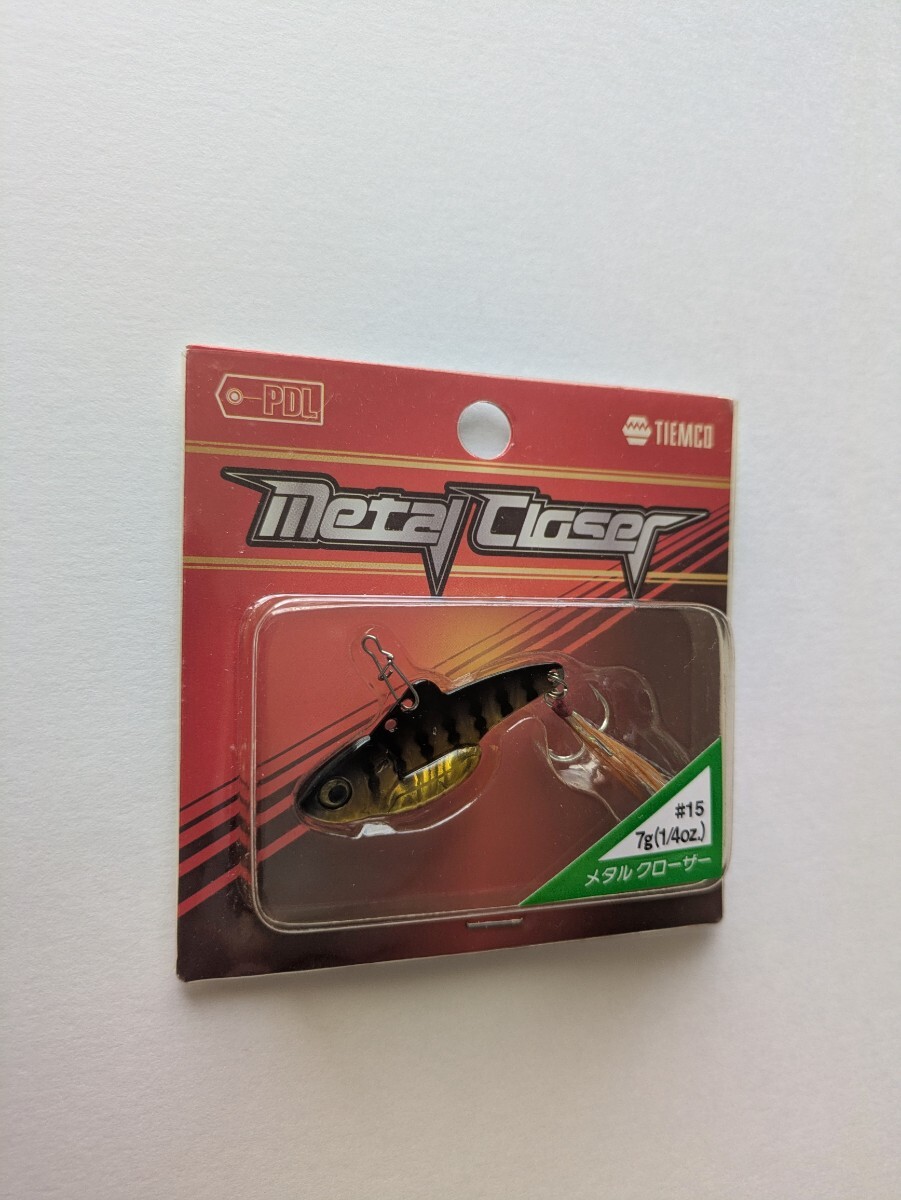 PDL
TIEMCO
Metal Closer
#15
7g(1/4oz.)
メタル クローザー